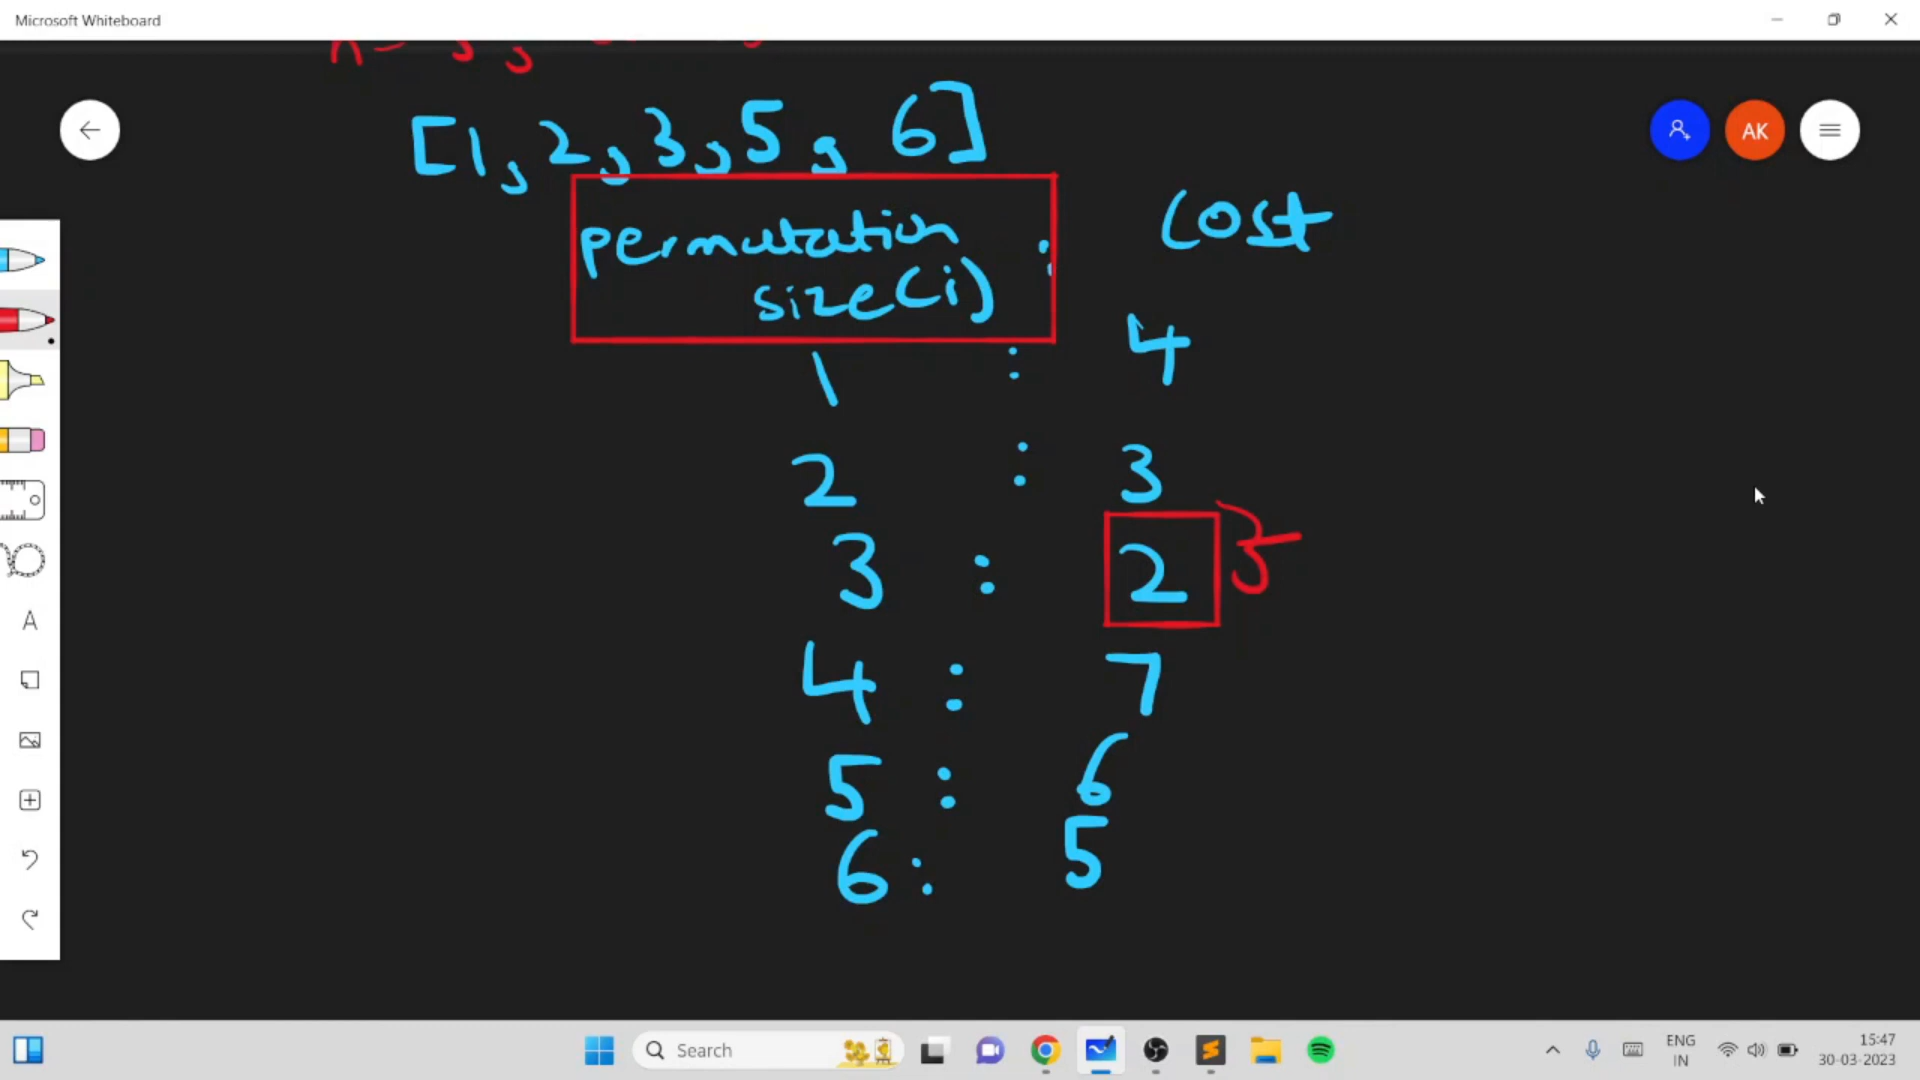 Microsoft Whiteboard
[1, 2, 3, 5, 6]
permutation : cost
size(i)
1 : 4
2 : 3
3 : 2
4 : 7
5 : 6
6 : 5
AK
A
Search
ENG
IN
15:47
30-03-2023